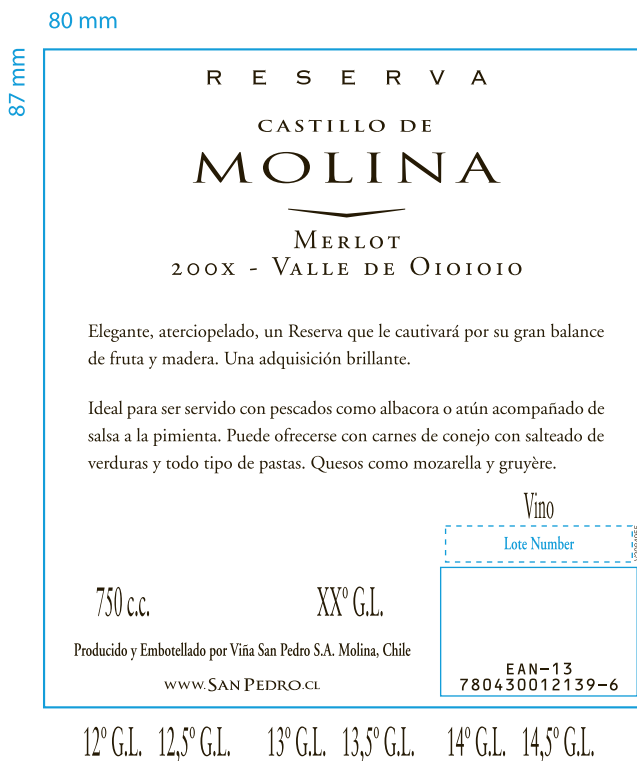 80 mm
87 mm
RESERVA
CASTILLO DE
MOLINA
MERLOT
200X - VALLE DE OIOIOIO
Elegante, aterciopelado, un Reserva que le cautivará por su gran balance
de fruta y madera. Una adquisición brillante.
Ideal para ser servido con pescados como albacora o atún acompañado de
salsa a la pimienta. Puede ofrecerse con carnes de conejo con salteado de
verduras y todo tipo de pastas. Quesos como mozarella y gruyère.
Vino
Lote Number
750 c.c.
XXº G.L.
Producido y Embotellado por Viña San Pedro S.A. Molina, Chile
WWW.SAN PEDRO.CL
EAN-13
780430012139-6
12º G.L. 12,5º G.L. 13º G.L. 13,5º G.L. 14º G.L. 14,5º G.L.